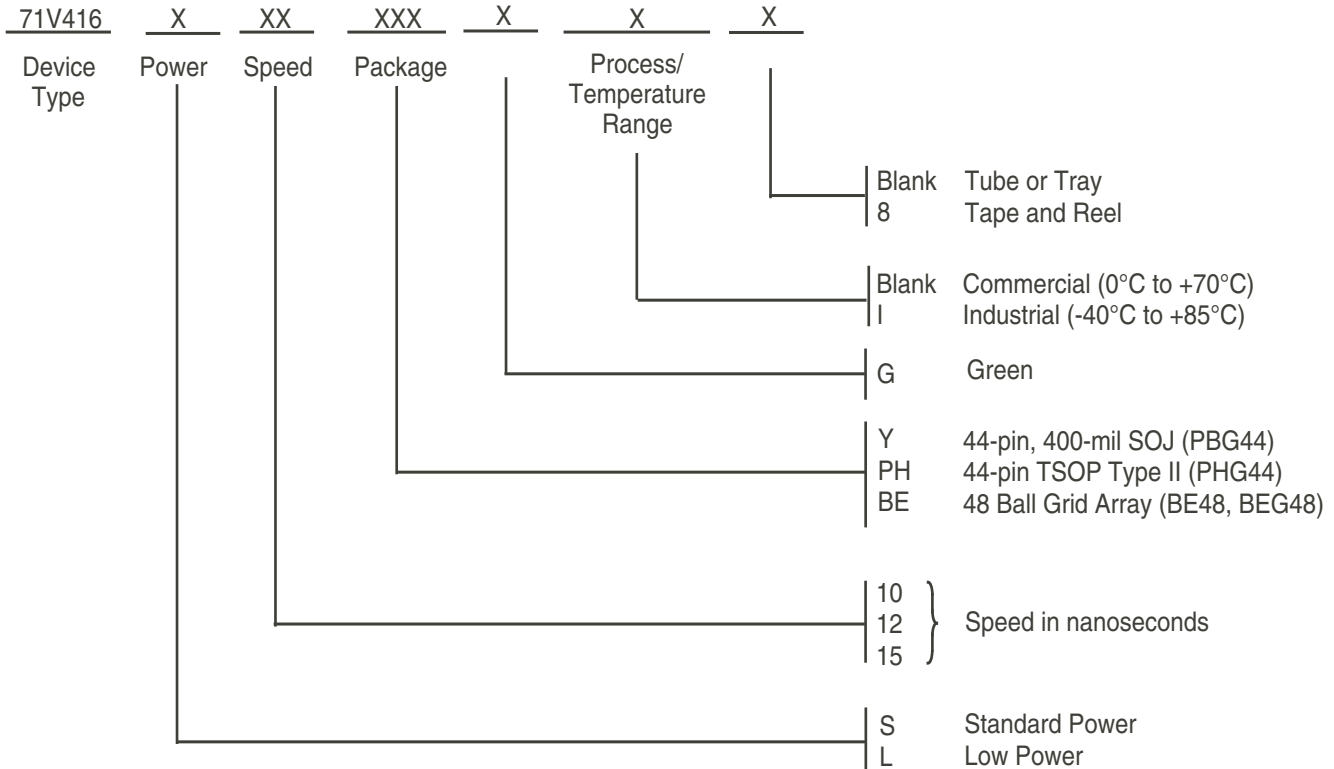 71V416 X XX XXX X X X
Device Type Power Speed Package Process/ Temperature Range
Blank Tube or Tray
8 Tape and Reel
Blank Commercial (0°C to +70°C)
I Industrial (-40°C to +85°C)
G Green
Y 44-pin, 400-mil SOJ (PBG44)
PH 44-pin TSOP Type II (PHG44)
BE 48 Ball Grid Array (BE48, BEG48)
10
12 Speed in nanoseconds
15
S Standard Power
L Low Power